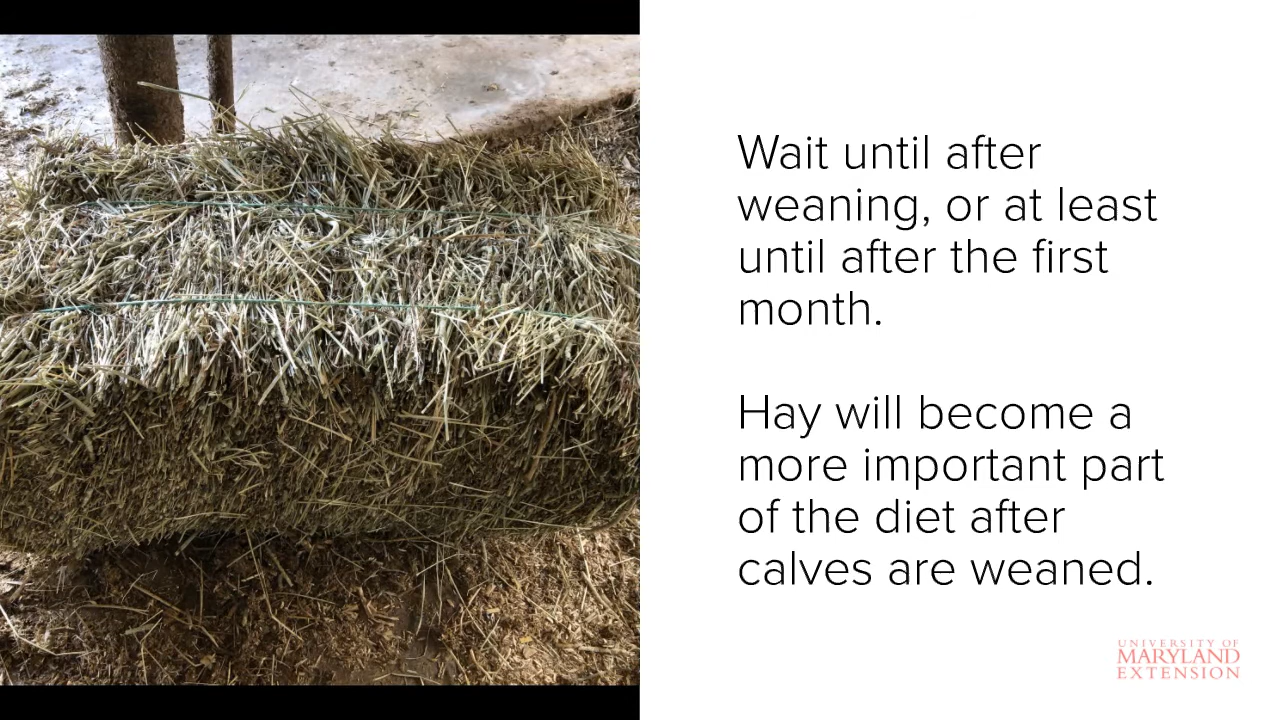 Wait until after
weaning, or at least
until after the first
month.
Hay will become a
more important part
of the diet after
calves are weaned.
UNIVERSITY OF
MARYLAND
EXTENSION